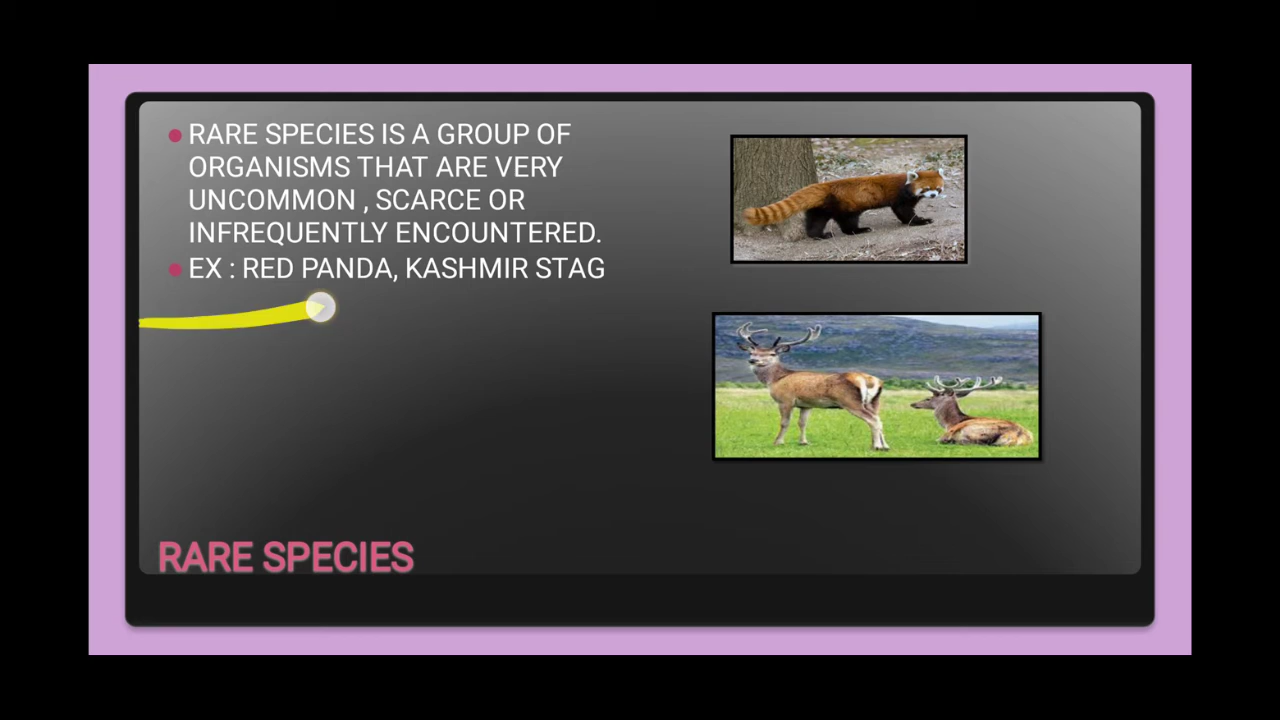 RARE SPECIES IS A GROUP OF
ORGANISMS THAT ARE VERY
UNCOMMON , SCARCE OR
INFREQUENTLY ENCOUNTERED.
EX : RED PANDA, KASHMIR STAG
RARE SPECIES